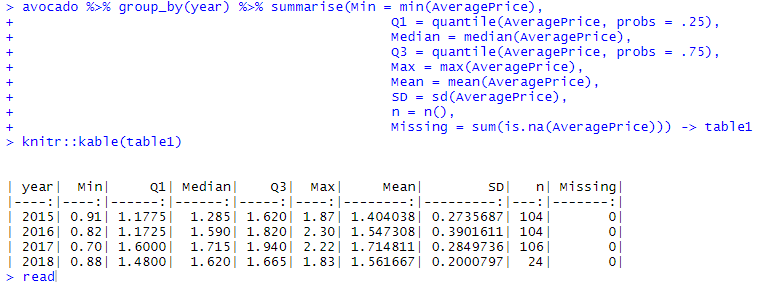 > avocado %>% group_by(year) %>% summarise(Min = min(AveragePrice),
+                                          Q1 = quantile(AveragePrice, probs = .25),
+                                          Median = median(AveragePrice),
+                                          Q3 = quantile(AveragePrice, probs = .75),
+                                          Max = max(AveragePrice),
+                                          Mean = mean(AveragePrice),
+                                          SD = sd(AveragePrice),
+                                          n = n(),
+                                          Missing = sum(is.na(AveragePrice))) -> table1
> knitr::kable(table1)

| year|  Min|     Q1| Median|    Q3|  Max|     Mean|        SD|   n| Missing|
|----:|----:|------:|------:|-----:|----:|--------:|---------:|---:|-------:|
| 2015| 0.91| 1.1775|  1.285| 1.620| 1.87| 1.404038| 0.2735687| 104|       0|
| 2016| 0.82| 1.1725|  1.590| 1.820| 2.30| 1.547308| 0.3901611| 104|       0|
| 2017| 0.70| 1.6000|  1.715| 1.940| 2.22| 1.714811| 0.2849736| 106|       0|
| 2018| 0.88| 1.4800|  1.620| 1.665| 1.83| 1.561667| 0.2000797|  24|       0|
> read